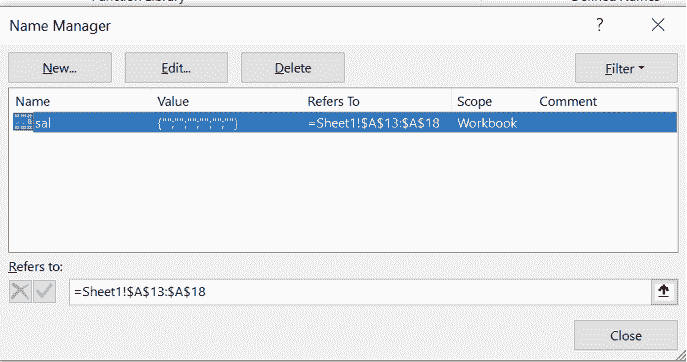 Function Library Defined Names
Name Manager ? ×
New... Edit... Delete Filter
Name Value Refers To Scope Comment
sal {"";"";"";"";"";""} =Sheet1!$A$13:$A$18 Workbook
Refers to:
=Sheet1!$A$13:$A$18
Close